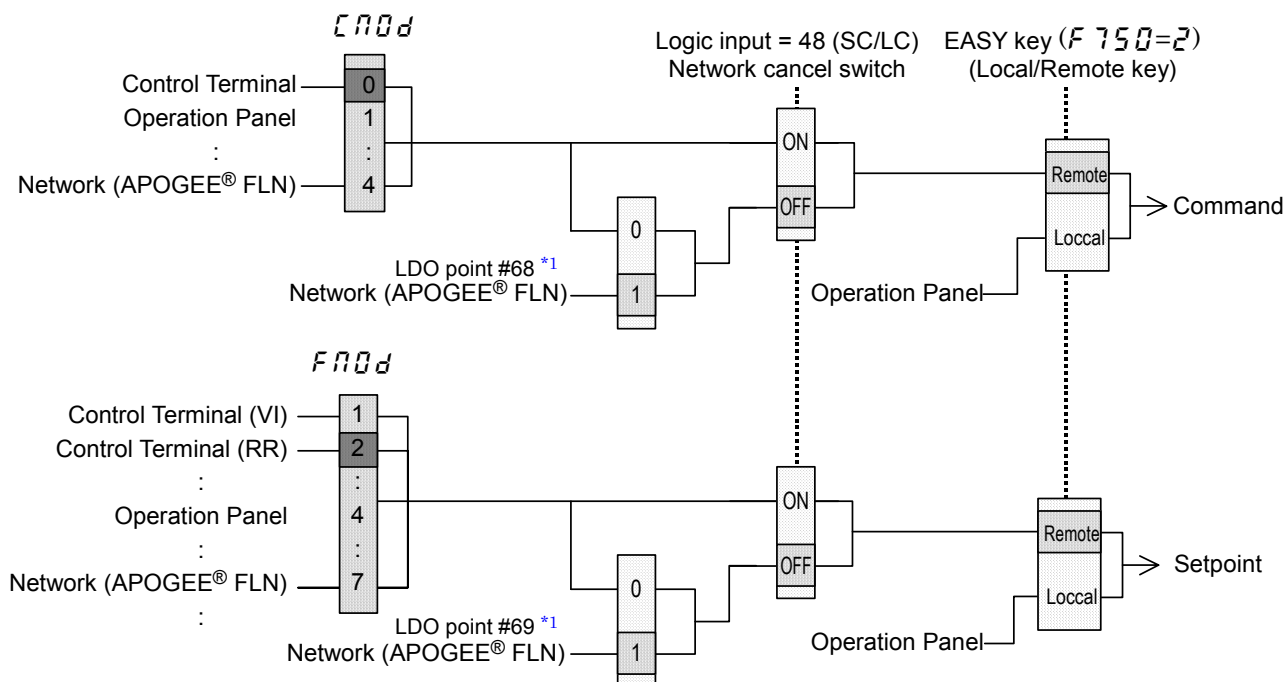 CMOd
Logic input = 48 (SC/LC)
Network cancel switch
EASY key (F750=2)
(Local/Remote key)
Control Terminal
0
Operation Panel
1
:
:
Network (APOGEE® FLN)
4
ON
OFF
Remote
Loccal
Command
0
LDO point #68 *1
Network (APOGEE® FLN)
1
Operation Panel
FMOd
Control Terminal (VI)
1
Control Terminal (RR)
2
:
:
Operation Panel
4
:
:
Network (APOGEE® FLN)
7
:
ON
OFF
Remote
Loccal
Setpoint
0
LDO point #69 *1
Network (APOGEE® FLN)
1
Operation Panel